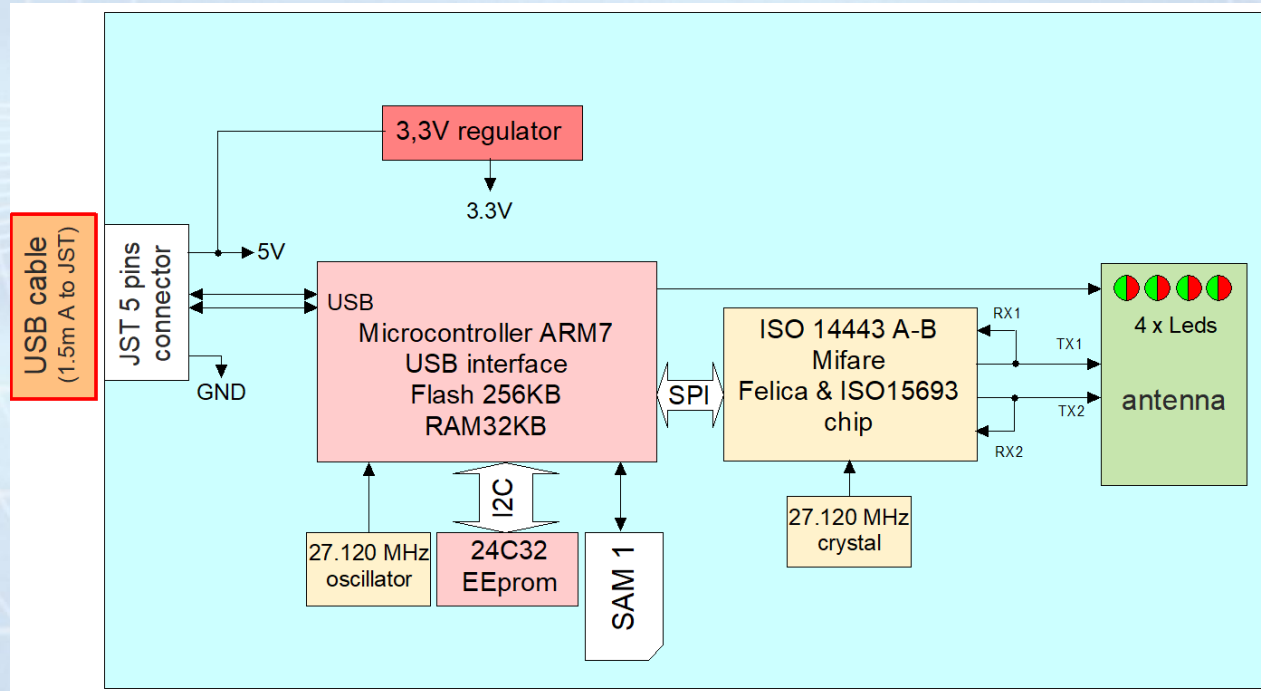 3,3V regulator
3.3V
USB cable
(1.5m A to JST)
JST 5 pins
connector
5V
GND
USB
Microcontroller ARM7
USB interface
Flash 256KB
RAM32KB
SPI
ISO 14443 A-B
Mifare
Felica & ISO15693
chip
RX1
TX1
TX2
RX2
4 x Leds
antenna
I2C
27.120 MHz
oscillator
24C32
EEprom
SAM 1
27.120 MHz
crystal